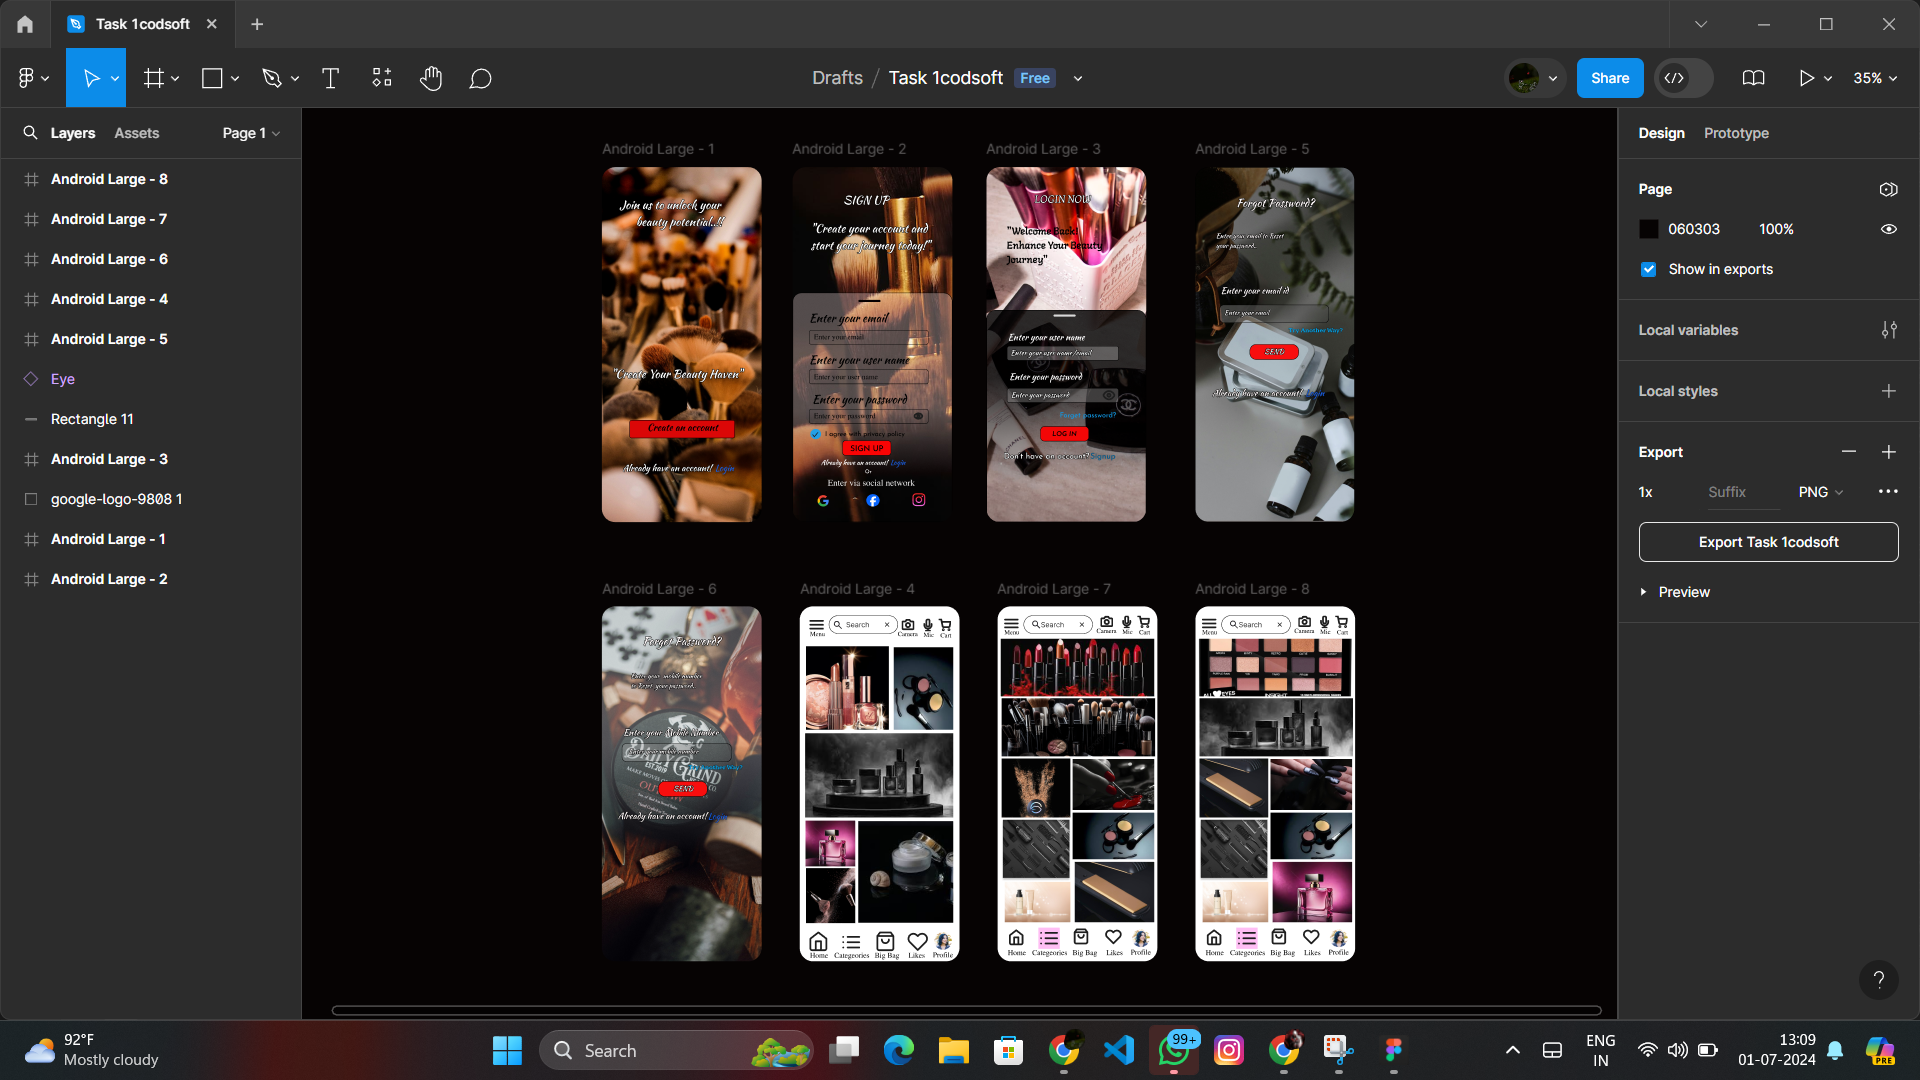 Task 1codsoft
Drafts / Task 1codsoft Free
Share
35%
Layers Assets Page 1
Android Large - 8
Android Large - 7
Android Large - 6
Android Large - 4
Android Large - 5
Eye
Rectangle 11
Android Large - 3
google-logo-9808 1
Android Large - 1
Android Large - 2
Android Large - 1
Join us to unlock your
beauty potential..!!
"Create Your Beauty Haven"
Create an account
Already have an account! Login
Android Large - 2
SIGN UP
"Create your account and
start your journey today!"
Enter your email
Enter your email
Enter your user name
Enter your user name
Enter your password
Enter your password
I agree with privacy policy
SIGN UP
Already have an account! Login
Or
Enter via social network
Android Large - 3
LOGIN NOW
"Welcome Back!
Enhance Your Beauty
Journey"
Enter your user name
Enter your user name/email
Enter your password
Enter your password
Forget password?
LOG IN
Don't have an account? Signup
Android Large - 5
Forgot Password?
Enter your email to Reset
your password..
Enter your email id
Enter your email
Try Another Way?
SEND
Already have an account! Login
Android Large - 6
Forgot Password?
Enter your mobile number
to Reset your password..
Enter your Mobile Number
Enter your mobile number
DAILY GRIND
EST. 2019
SEND
Already have an account! Login
Android Large - 4
Search
Menu Camera Mic Cart
Home Categeories Big Bag Likes Profile
Android Large - 7
Search
Menu Camera Mic Cart
Home Categeories Big Bag Likes Profile
Android Large - 8
Search
Menu Camera Mic Cart
INSIGHT
Home Categeories Big Bag Likes Profile
Design Prototype
Page
060303 100%
Show in exports
Local variables
Local styles
Export
1x Suffix PNG
Export Task 1codsoft
Preview
?
92°F
Mostly cloudy
Search
99+
ENG
IN
13:09
01-07-2024
PRE